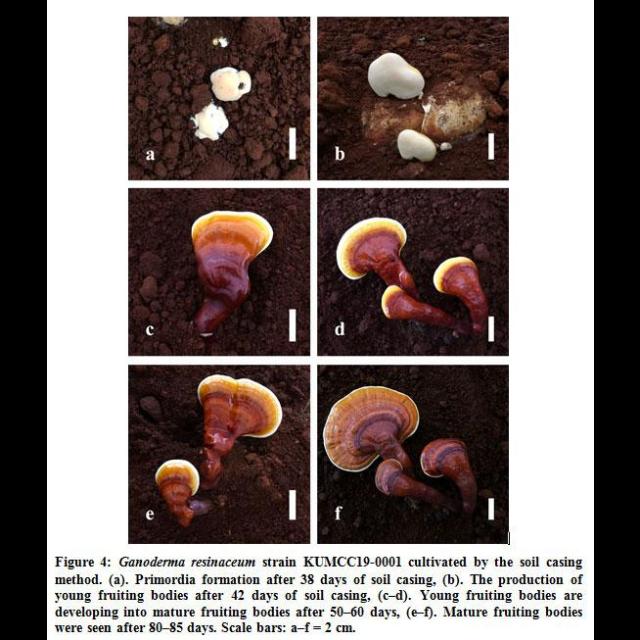 a
b
c
d
e
f
Figure 4: Ganoderma resinaceum strain KUMCC19-0001 cultivated by the soil casing
method. (a). Primordia formation after 38 days of soil casing, (b). The production of
young fruiting bodies after 42 days of soil casing, (c–d). Young fruiting bodies are
developing into mature fruiting bodies after 50–60 days, (e–f). Mature fruiting bodies
were seen after 80–85 days. Scale bars: a–f = 2 cm.